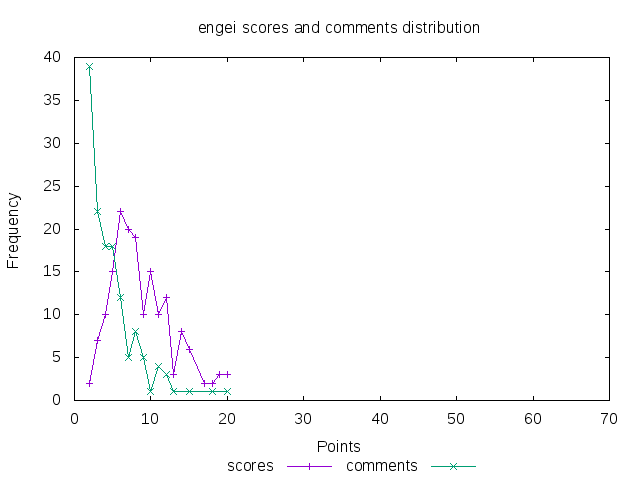 engei scores and comments distribution
40
35
30
25
20
15
10
5
0
Frequency
0 10 20 30 40 50 60 70
Points
scores comments